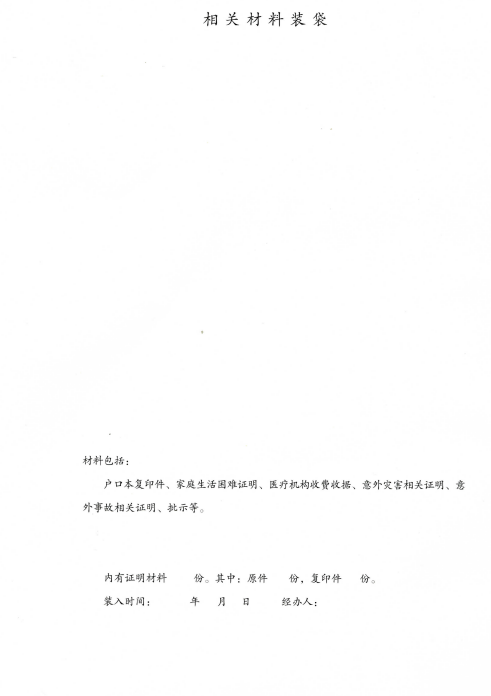 相关材料装袋
材料包括：
户口本复印件、家庭生活困难证明、医疗机构收费收据、意外灾害相关证明、意
外事故相关证明、批示等。
内有证明材料 份。其中：原件 份，复印件 份。
装入时间： 年 月 日 经办人：